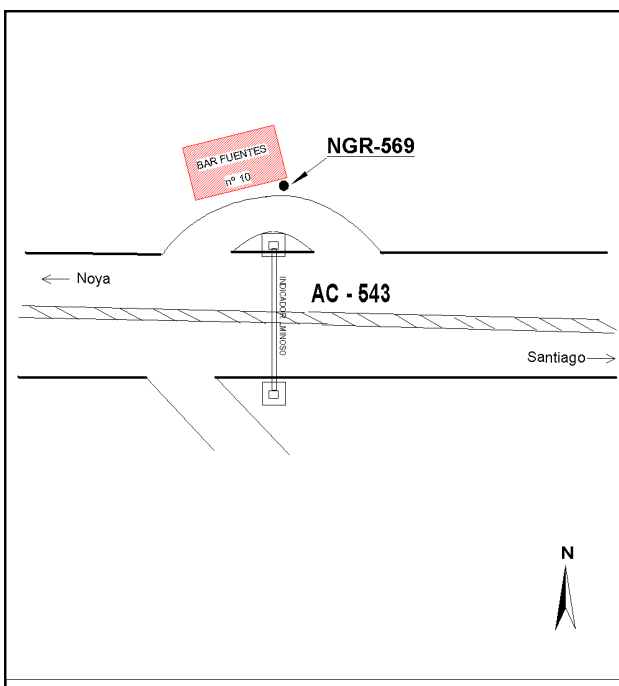 NGR-569
BAR FUENTES
nº 10
Noya
AC - 543
INDICADOR LUMINOSO
Santiago
N